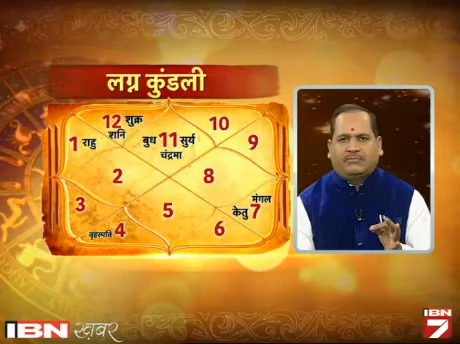 लग्न कुंडली
12 शुक्र
शनि
1 राहु
बुध 11 सुर्य
चंद्रमा
10
9
2
8
3
5
मंगल
केतु 7
बृहस्पति 4
6
IBN ख़बर
IBN
7